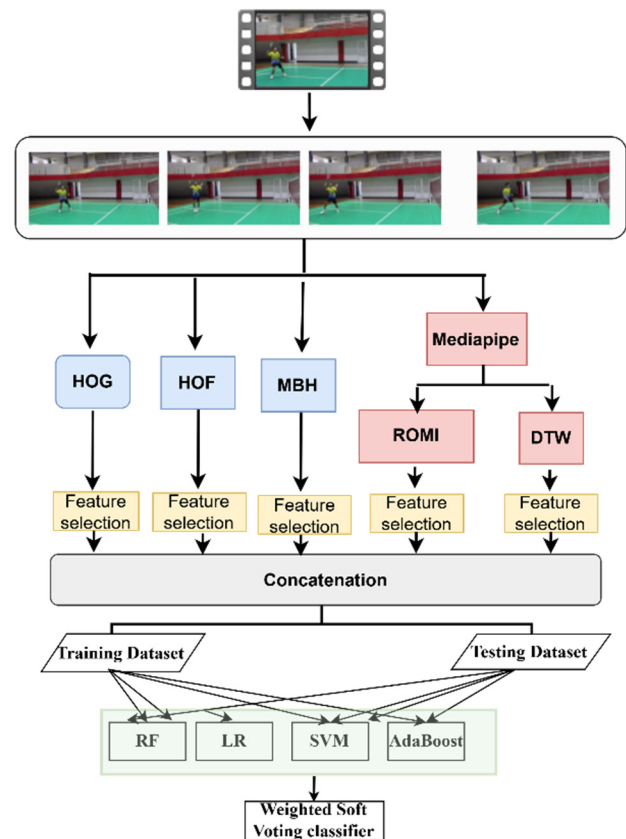 Mediapipe
HOG
HOF
MBH
ROMI
DTW
Feature
selection
Feature
selection
Feature
selection
Feature
selection
Feature
selection
Concatenation
Training Dataset
Testing Dataset
RF
LR
SVM
AdaBoost
Weighted Soft
Voting classifier